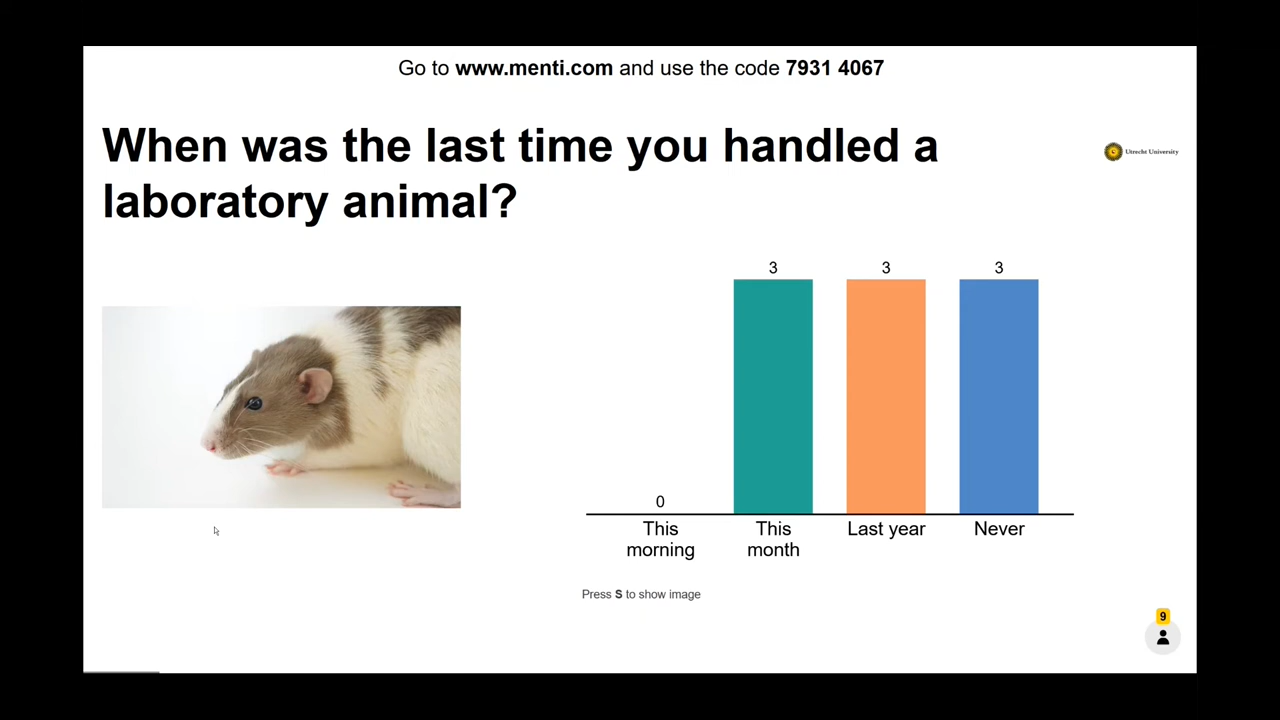 Go to www.menti.com and use the code 7931 4067
When was the last time you handled a
laboratory animal?
Utrecht University
3
3
3
0
This
morning
This
month
Last year
Never
Press S to show image
9